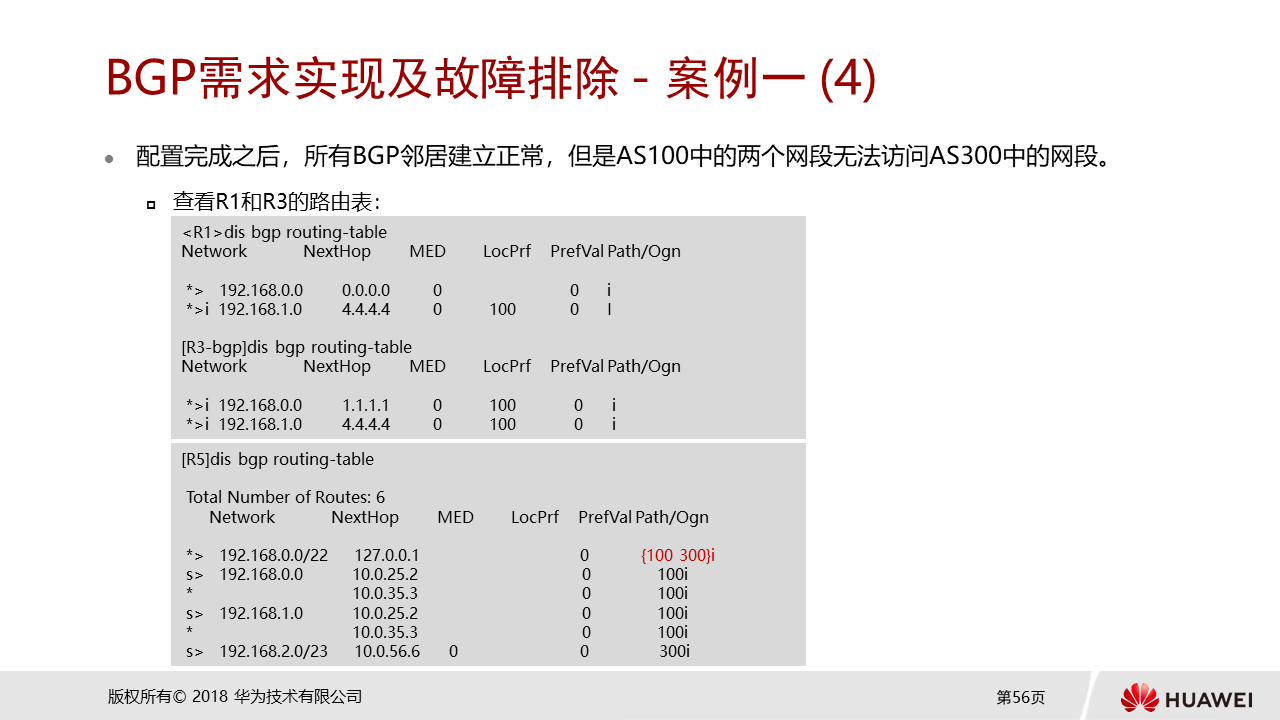 BGP需求实现及故障排除 - 案例一 (4)
配置完成之后，所有BGP邻居建立正常，但是AS100中的两个网段无法访问AS300中的网段。
查看R1和R3的路由表：
<R1>dis bgp routing-table
Network NextHop MED LocPrf PrefVal Path/Ogn
*> 192.168.0.0 0.0.0.0 0 0 i
*>i 192.168.1.0 4.4.4.4 0 100 0 I
[R3-bgp]dis bgp routing-table
Network NextHop MED LocPrf PrefVal Path/Ogn
*>i 192.168.0.0 1.1.1.1 0 100 0 i
*>i 192.168.1.0 4.4.4.4 0 100 0 i
[R5]dis bgp routing-table
Total Number of Routes: 6
Network NextHop MED LocPrf PrefVal Path/Ogn
*> 192.168.0.0/22 127.0.0.1 0 {100 300}i
s> 192.168.0.0 10.0.25.2 0 100i
* 10.0.35.3 0 100i
s> 192.168.1.0 10.0.25.2 0 100i
* 10.0.35.3 0 100i
s> 192.168.2.0/23 10.0.56.6 0 0 300i
版权所有© 2018 华为技术有限公司
第56页
HUAWEI